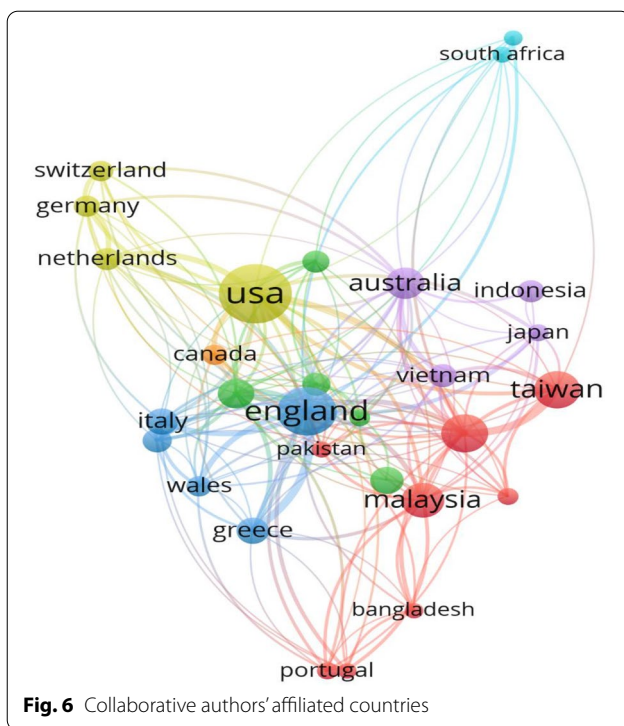 south africa
switzerland
germany
netherlands
usa
australia
indonesia
japan
canada
vietnam
taiwan
england
italy
pakistan
wales
malaysia
greece
bangladesh
portugal
Fig. 6 Collaborative authors’ affiliated countries